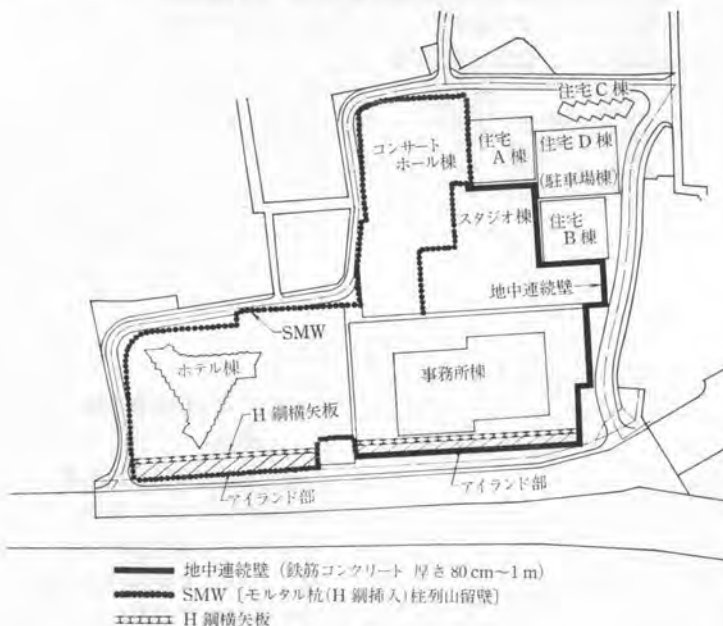 住宅C棟
コンサート
ホール棟
住宅
A棟
住宅D棟
(駐車場棟)
スタジオ棟
住宅
B棟
地中連続壁
SMW
ホテル棟
事務所棟
H鋼横矢板
アイランド部
アイランド部
地中連続壁 (鉄筋コンクリート 厚さ80cm~1m)
SMW [モルタル杭(H鋼挿入)柱列山留壁]
H鋼横矢板